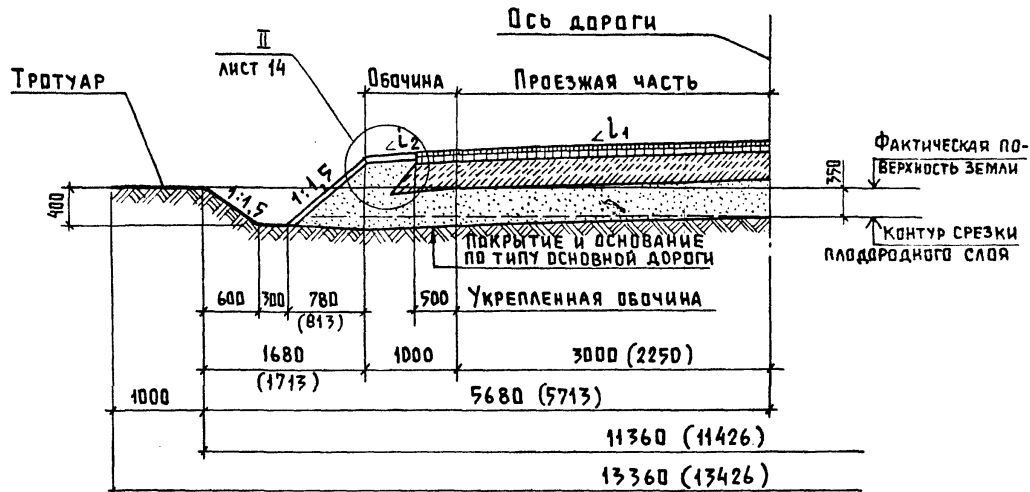 Ось дороги
II
лист 14
Тротуар
Обочина
Проезжая часть
∠i₂
∠i₁
Фактическая по-
верхность земли
350
400
1:1,5
1:1,5
Покрытие и основание
по типу основной дороги
Контур срезки
плодородного слоя
600
300
780
(813)
500
Укрепленная обочина
1680
(1713)
1000
3000 (2250)
1000
5680 (5713)
11360 (11426)
13360 (13426)